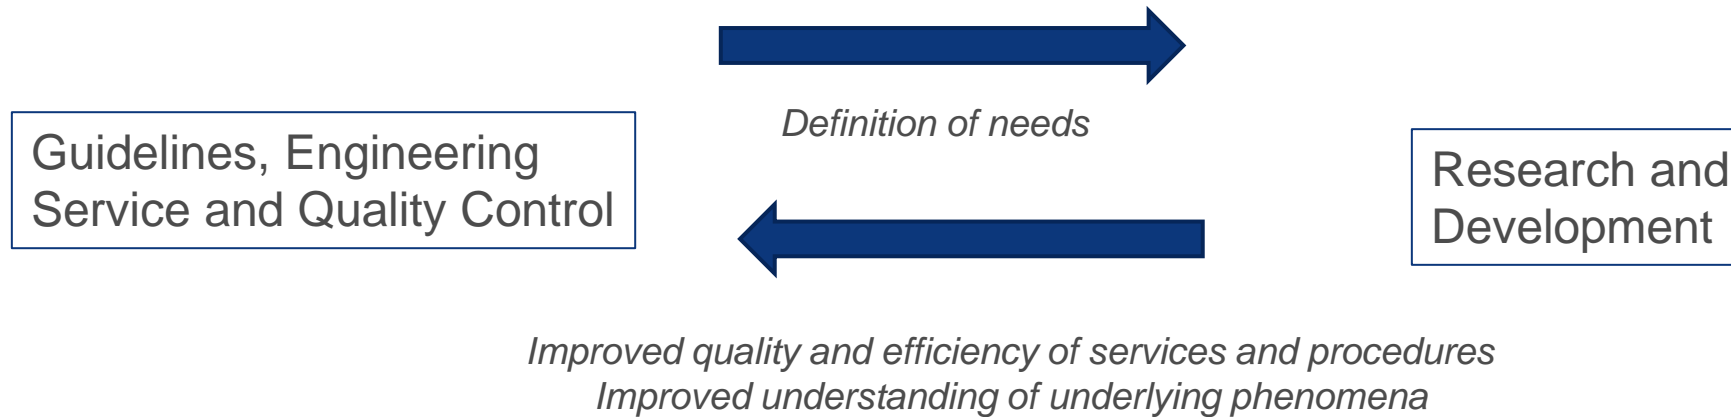 Definition of needs
Guidelines, Engineering
Service and Quality Control
Research and
Development
Improved quality and efficiency of services and procedures
Improved understanding of underlying phenomena